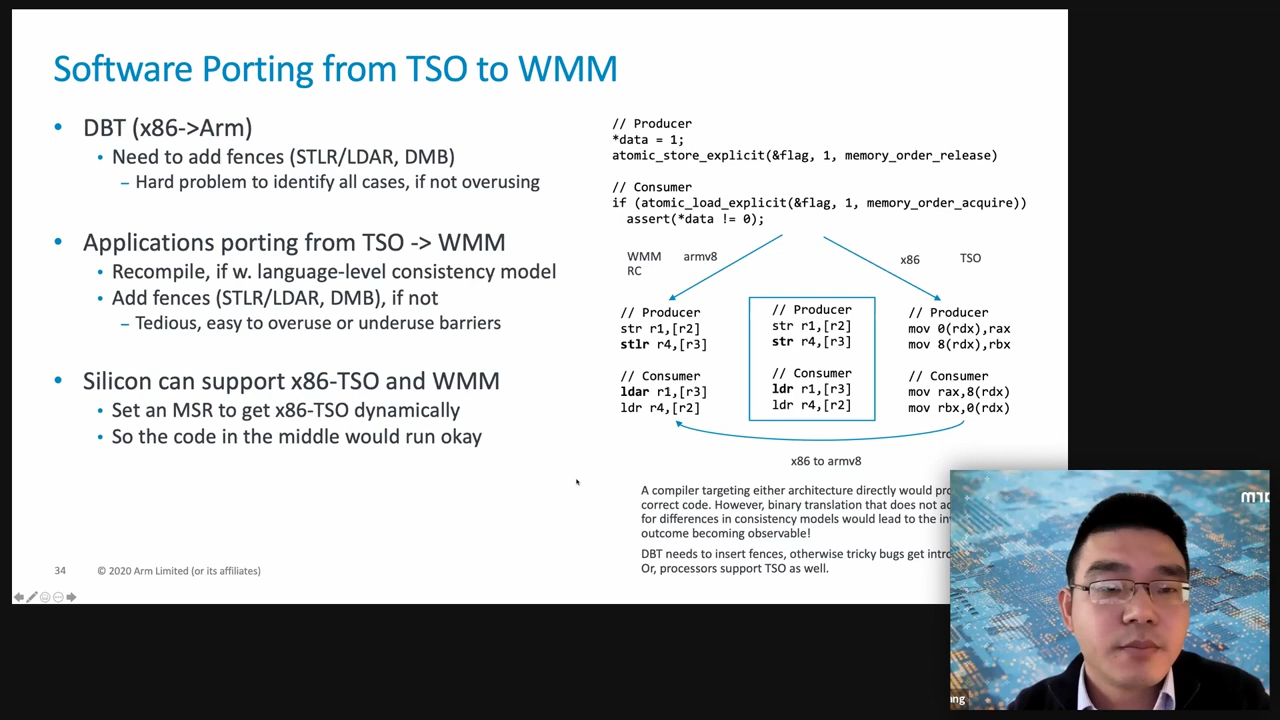 Software Porting from TSO to WMM
• DBT (x86->Arm)
• Need to add fences (STLR/LDAR, DMB)
– Hard problem to identify all cases, if not overusing
• Applications porting from TSO -> WMM
• Recompile, if w. language-level consistency model
• Add fences (STLR/LDAR, DMB), if not
– Tedious, easy to overuse or underuse barriers
• Silicon can support x86-TSO and WMM
• Set an MSR to get x86-TSO dynamically
• So the code in the middle would run okay
// Producer
*data = 1;
atomic_store_explicit(&flag, 1, memory_order_release)
// Consumer
if (atomic_load_explicit(&flag, 1, memory_order_acquire))
assert(*data != 0);
WMM
RC
armv8
x86
TSO
// Producer
str r1,[r2]
stlr r4,[r3]
// Consumer
ldar r1,[r3]
ldr r4,[r2]
// Producer
str r1,[r2]
str r4,[r3]
// Consumer
ldr r1,[r3]
ldr r4,[r2]
// Producer
mov 0(rdx),rax
mov 8(rdx),rbx
// Consumer
mov rax,8(rdx)
mov rbx,0(rdx)
x86 to armv8
A compiler targeting either architecture directly would
correct code. However, binary translation that does not
for differences in consistency models would lead to the
outcome becoming observable!
DBT needs to insert fences, otherwise tricky bugs get
Or, processors support TSO as well.
34
© 2020 Arm Limited (or its affiliates)